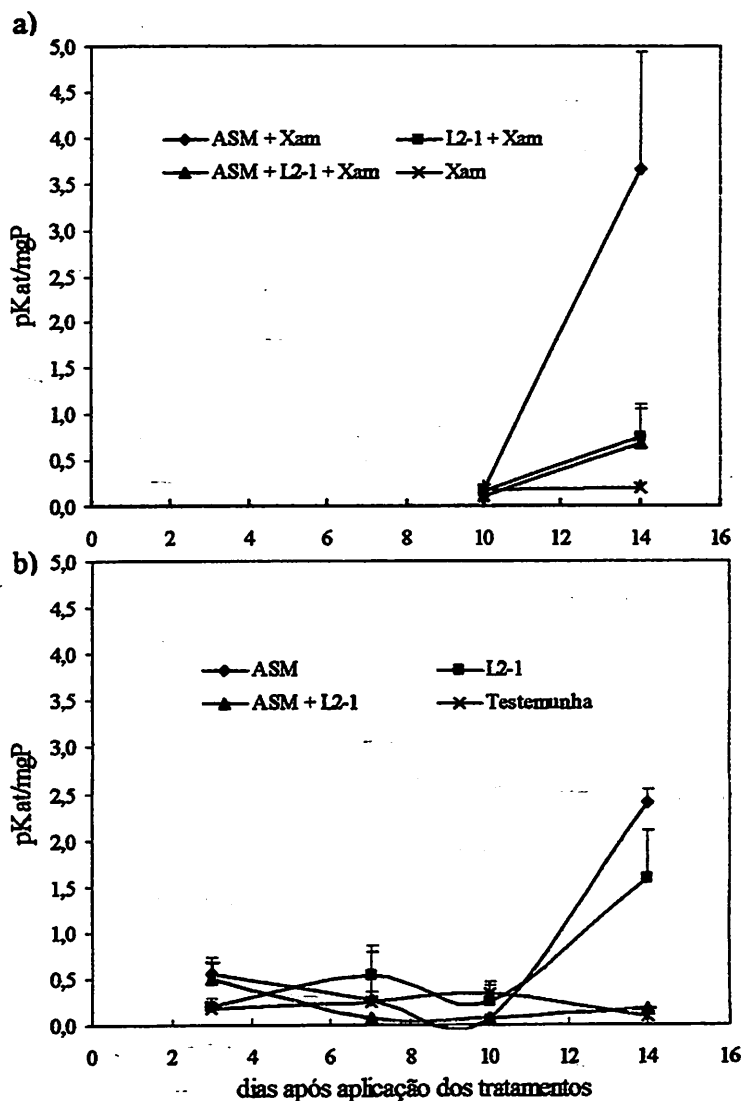 a)
5,0
4,5
4,0
3,5
3,0
2,5
2,0
1,5
1,0
0,5
0,0
pKat/mgP
ASM + Xam L2-1 + Xam
ASM + L2-1 + Xam Xam
0 2 4 6 8 10 12 14 16
b)
5,0
4,5
4,0
3,5
3,0
2,5
2,0
1,5
1,0
0,5
0,0
pKat/mgP
ASM L2-1
ASM + L2-1 Testemunha
0 2 4 6 8 10 12 14 16
dias após aplicação dos tratamentos